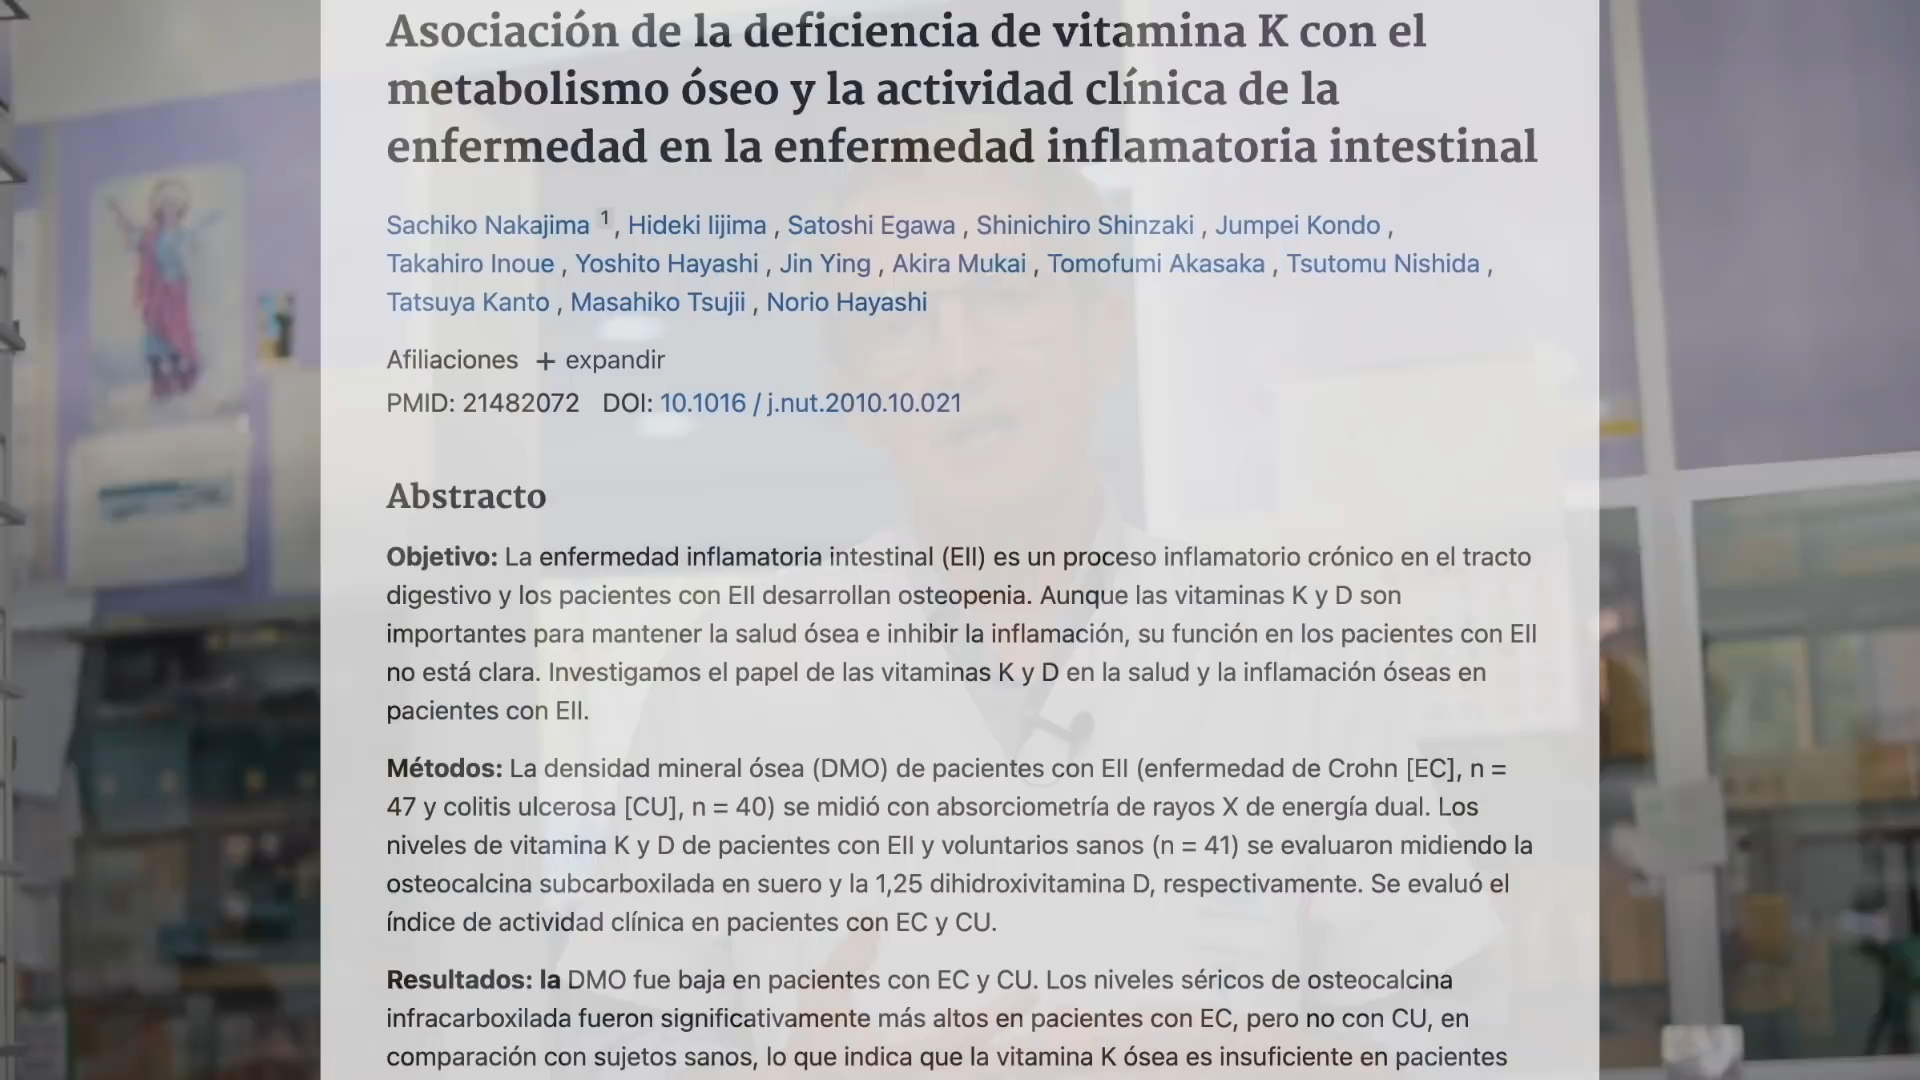 Asociación de la deficiencia de vitamina K con el
metabolismo óseo y la actividad clínica de la
enfermedad en la enfermedad inflamatoria intestinal
Sachiko Nakajima 1 , Hideki Iijima , Satoshi Egawa , Shinichiro Shinzaki , Jumpei Kondo ,
Takahiro Inoue , Yoshito Hayashi , Jin Ying , Akira Mukai , Tomofumi Akasaka , Tsutomu Nishida ,
Tatsuya Kanto , Masahiko Tsujii , Norio Hayashi
Afiliaciones + expandir
PMID: 21482072 DOI: 10.1016 / j.nut.2010.10.021
Abstracto
Objetivo: La enfermedad inflamatoria intestinal (EII) es un proceso inflamatorio crónico en el tracto
digestivo y los pacientes con EII desarrollan osteopenia. Aunque las vitaminas K y D son
importantes para mantener la salud ósea e inhibir la inflamación, su función en los pacientes con EII
no está clara. Investigamos el papel de las vitaminas K y D en la salud y la inflamación óseas en
pacientes con EII.
Métodos: La densidad mineral ósea (DMO) de pacientes con EII (enfermedad de Crohn [EC], n =
47 y colitis ulcerosa [CU], n = 40) se midió con absorciometría de rayos X de energía dual. Los
niveles de vitamina K y D de pacientes con EII y voluntarios sanos (n = 41) se evaluaron midiendo la
osteocalcina subcarboxilada en suero y la 1,25 dihidroxivitamina D, respectivamente. Se evaluó el
índice de actividad clínica en pacientes con EC y CU.
Resultados: la DMO fue baja en pacientes con EC y CU. Los niveles séricos de osteocalcina
infracarboxilada fueron significativamente más altos en pacientes con EC, pero no con CU, en
comparación con sujetos sanos, lo que indica que la vitamina K ósea es insuficiente en pacientes